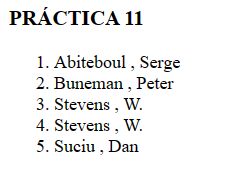 PRÁCTICA 11
1. Abiteboul , Serge
2. Buneman , Peter
3. Stevens , W.
4. Stevens , W.
5. Suciu , Dan